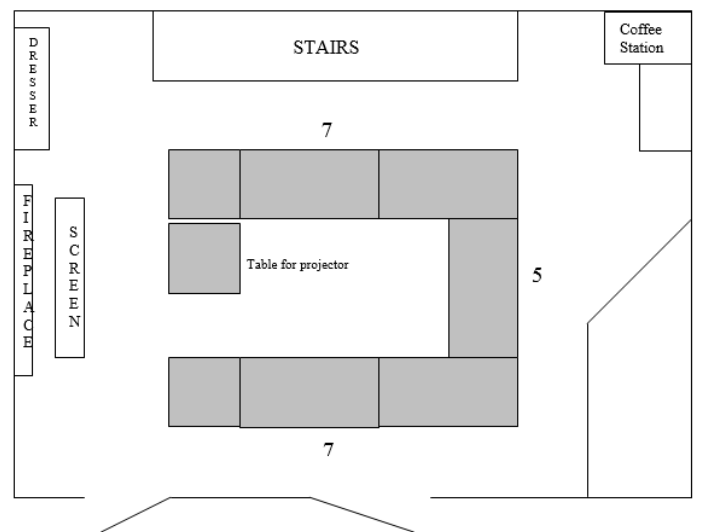 STAIRS
Coffee
Station
DRESSER
7
FIREPLACE
SCREEN
Table for projector
5
7